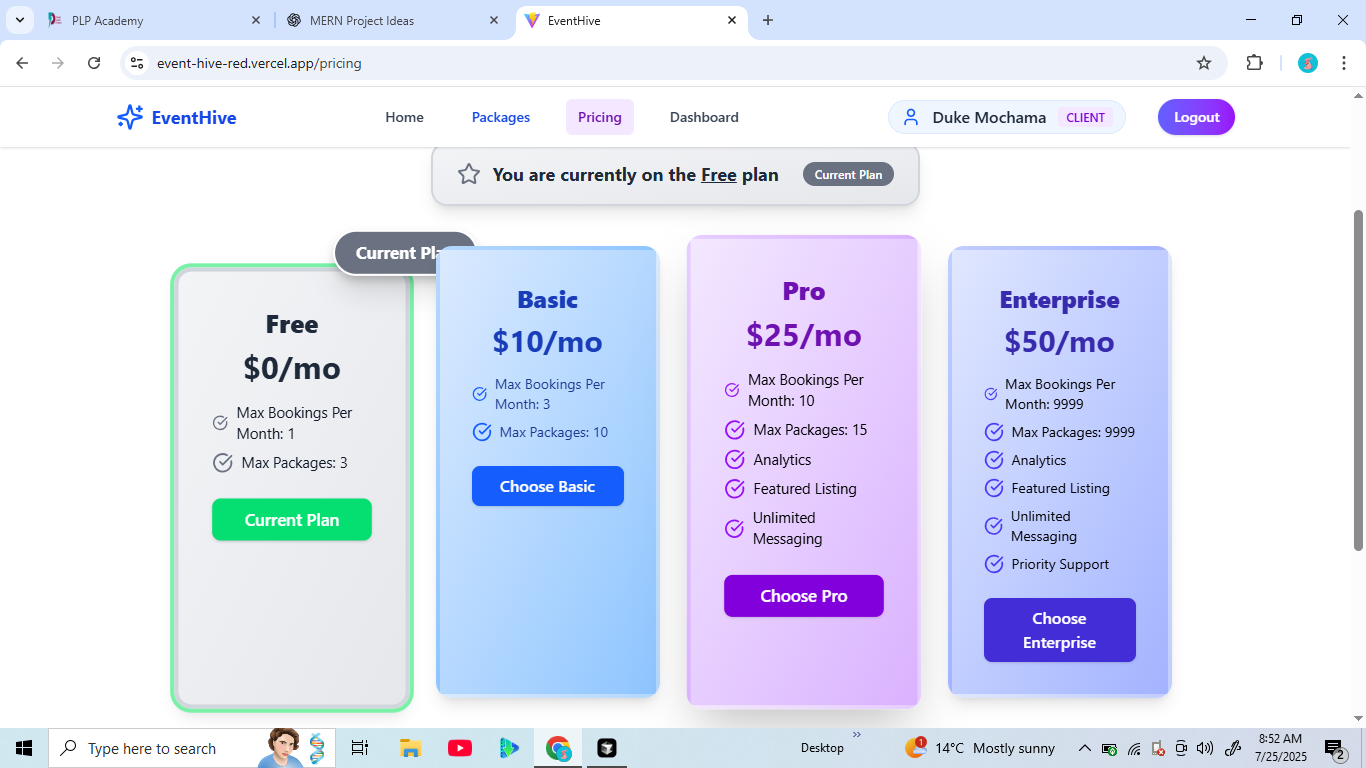 PLP Academy
MERN Project Ideas
EventHive
event-hive-red.vercel.app/pricing
EventHive
Home
Packages
Pricing
Dashboard
Duke Mochama
CLIENT
Logout
You are currently on the Free plan
Current Plan
Current Pla
Free
$0/mo
Max Bookings Per
Month: 1
Max Packages: 3
Current Plan
Basic
$10/mo
Max Bookings Per
Month: 3
Max Packages: 10
Choose Basic
Pro
$25/mo
Max Bookings Per
Month: 10
Max Packages: 15
Analytics
Featured Listing
Unlimited
Messaging
Choose Pro
Enterprise
$50/mo
Max Bookings Per
Month: 9999
Max Packages: 9999
Analytics
Featured Listing
Unlimited
Messaging
Priority Support
Choose
Enterprise
Type here to search
Desktop
1
14°C Mostly sunny
8:52 AM
7/25/2025
2